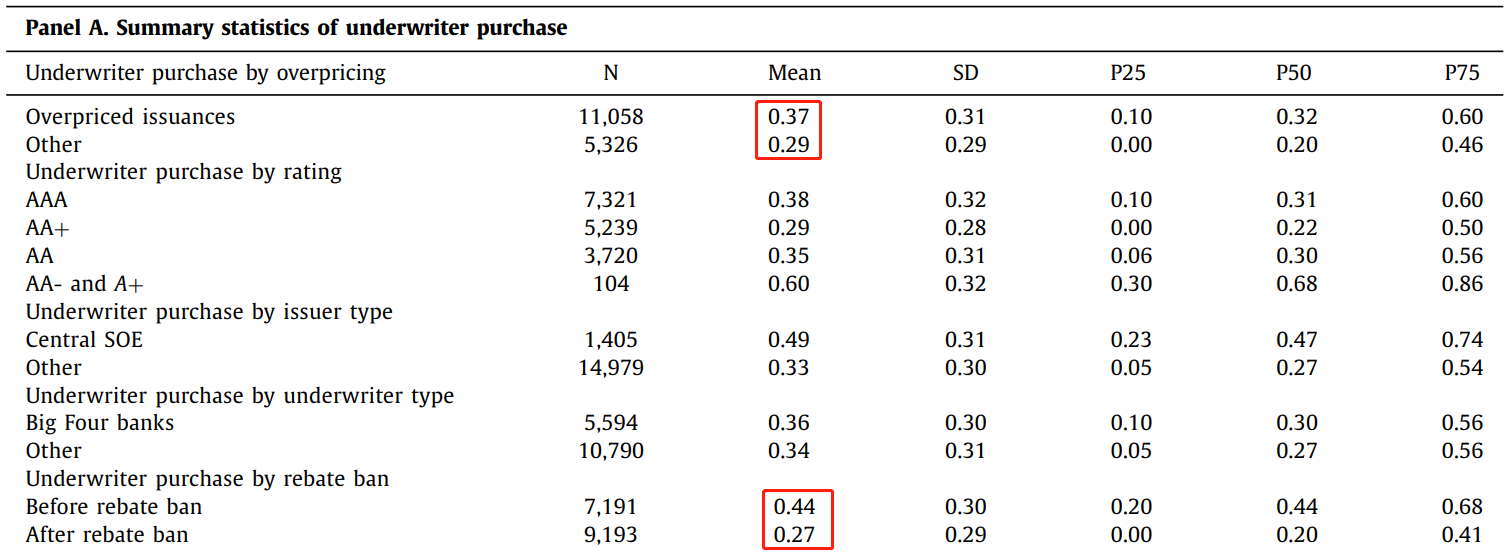 Panel A. Summary statistics of underwriter purchase
Underwriter purchase by overpricing N Mean SD P25 P50 P75
Overpriced issuances 11,058 0.37 0.31 0.10 0.32 0.60
Other 5,326 0.29 0.29 0.00 0.20 0.46
Underwriter purchase by rating
AAA 7,321 0.38 0.32 0.10 0.31 0.60
AA+ 5,239 0.29 0.28 0.00 0.22 0.50
AA 3,720 0.35 0.31 0.06 0.30 0.56
AA- and A+ 104 0.60 0.32 0.30 0.68 0.86
Underwriter purchase by issuer type
Central SOE 1,405 0.49 0.31 0.23 0.47 0.74
Other 14,979 0.33 0.30 0.05 0.27 0.54
Underwriter purchase by underwriter type
Big Four banks 5,594 0.36 0.30 0.10 0.30 0.56
Other 10,790 0.34 0.31 0.05 0.27 0.56
Underwriter purchase by rebate ban
Before rebate ban 7,191 0.44 0.30 0.20 0.44 0.68
After rebate ban 9,193 0.27 0.29 0.00 0.20 0.41